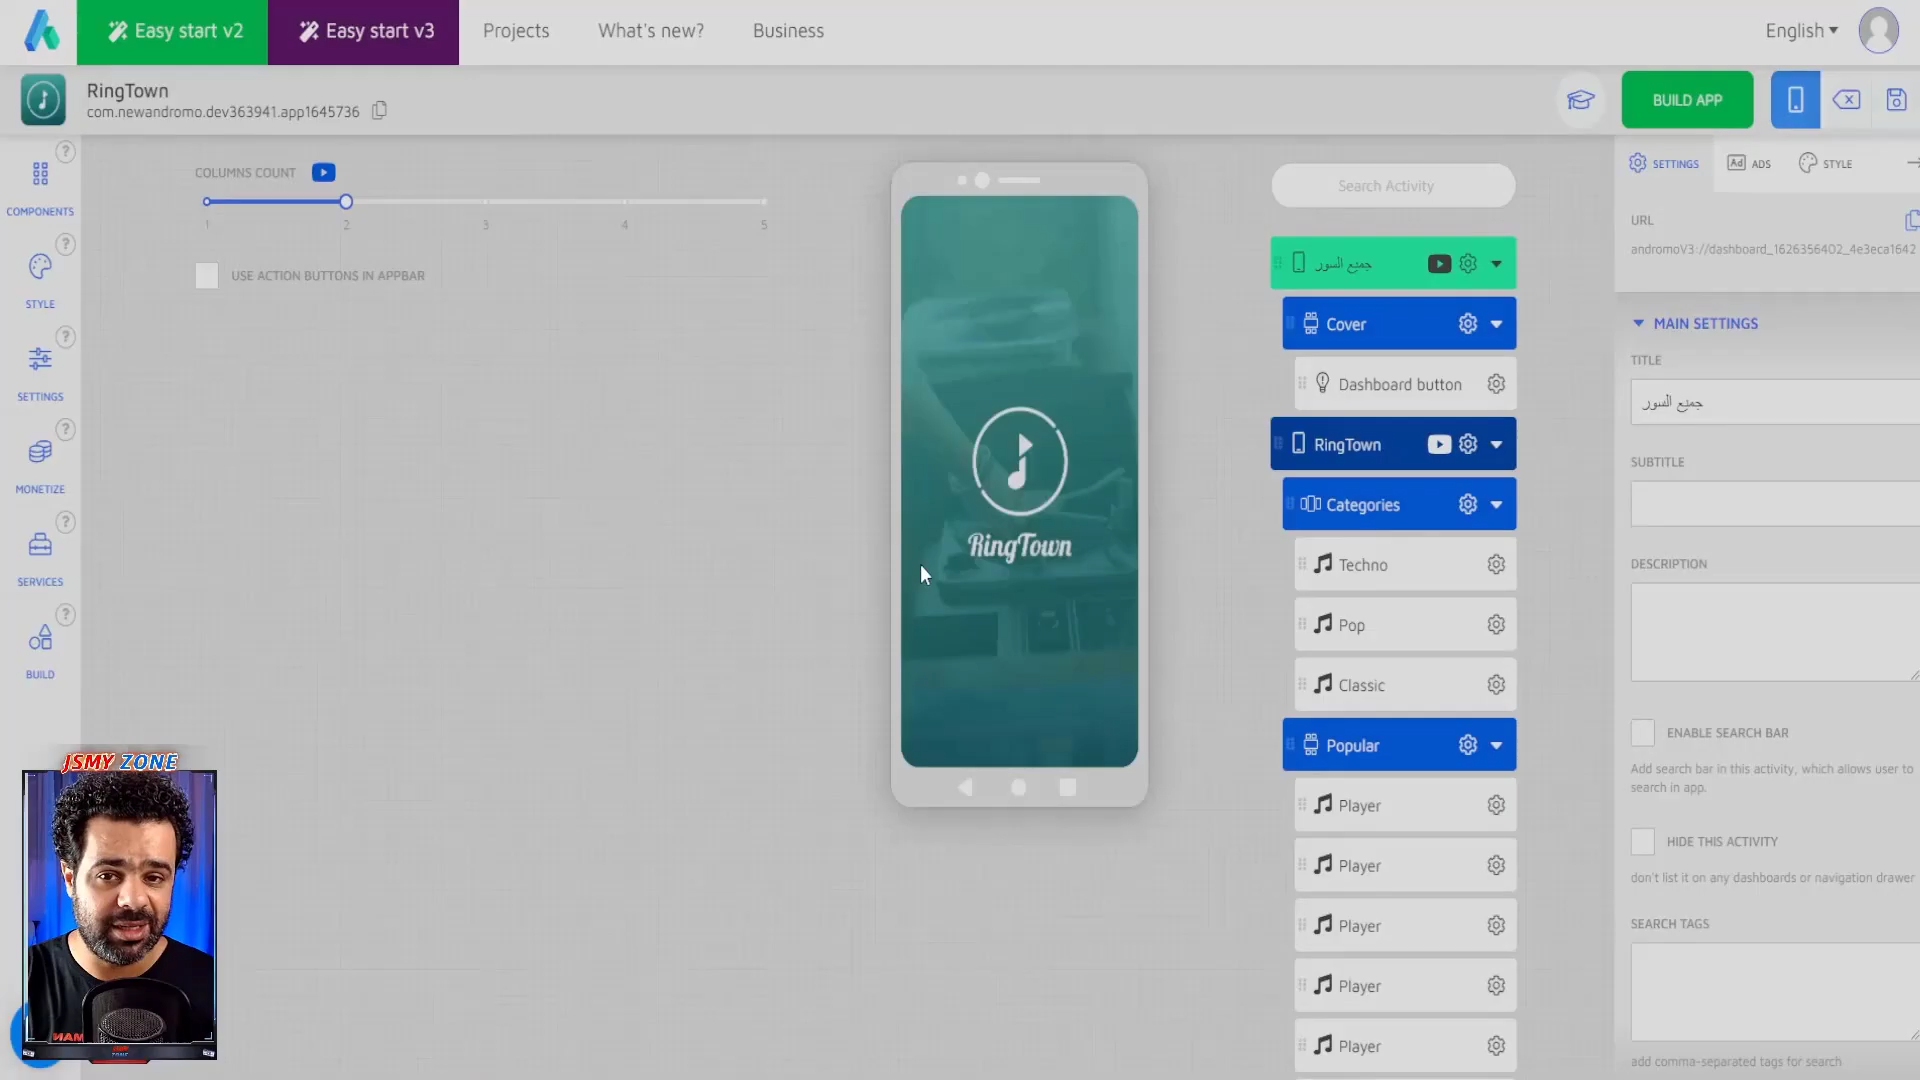 Easy start v2
Easy start v3
Projects
What's new?
Business
English
RingTown
com.newandromo.dev363941.app1645736
BUILD APP
COMPONENTS
STYLE
SETTINGS
MONETIZE
SERVICES
BUILD
COLUMNS COUNT
1 2 3 4 5
USE ACTION BUTTONS IN APPBAR
RingTown
Search Activity
جميع السور
Cover
Dashboard button
RingTown
Categories
Techno
Pop
Classic
Popular
Player
Player
Player
Player
Player
SETTINGS
Ad ADS
STYLE
URL
andromoV3://dashboard_1626356402_4e3eca1642
MAIN SETTINGS
TITLE
جميع السور
SUBTITLE
DESCRIPTION
ENABLE SEARCH BAR
Add search bar in this activity, which allows user to
search in app.
HIDE THIS ACTIVITY
don't list it on any dashboards or navigation drawer
SEARCH TAGS
add comma-separated tags for search
JSMY ZONE